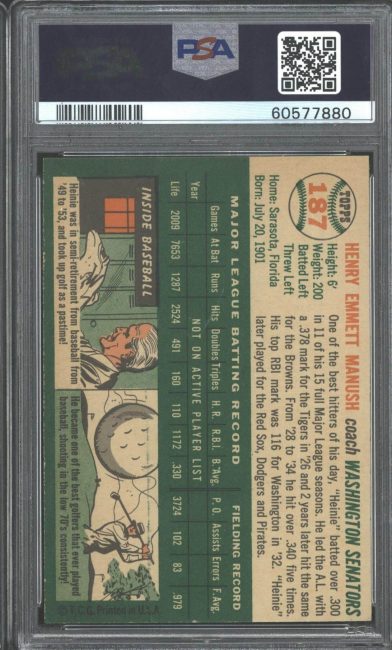 PSA
60577880
TOPPS
187
HENRY EMMETT MANUSH coach WASHINGTON SENATORS
Height: 6'
Weight: 200
Batted Left
Threw Left
Home: Sarasota, Florida
Born: July 20, 1901
One of the best hitters of his day, "Heinie" batted over .300
in 11 of his 15 full Major League seasons. He led the A.L. with
a .378 mark for the Tigers in '26 and 2 years later hit the same
for the Browns. From '28 to '34 he hit over .340 five times.
His top RBI mark was 116 for Washington in '32. "Heinie"
later played for the Red Sox, Dodgers and Pirates.
MAJOR LEAGUE BATTING RECORD FIELDING RECORD
Year Games At Bat Runs Hits Doubles Triples H.R. R.B.I. B.Avg. P.O. Assists Errors F.Avg.
NOT ON ACTIVE PLAYER LIST
Life 2009 7653 1287 2524 491 160 110 1172 .330 3724 102 83 .979
INSIDE BASEBALL
Heinie was in semi-retirement from baseball from
'49 to '53, and took up golf as a pastime!
He became one of the best golfers that ever played
baseball, shooting in the low 70's consistently!
© T.C.G. Printed in U.S.A.